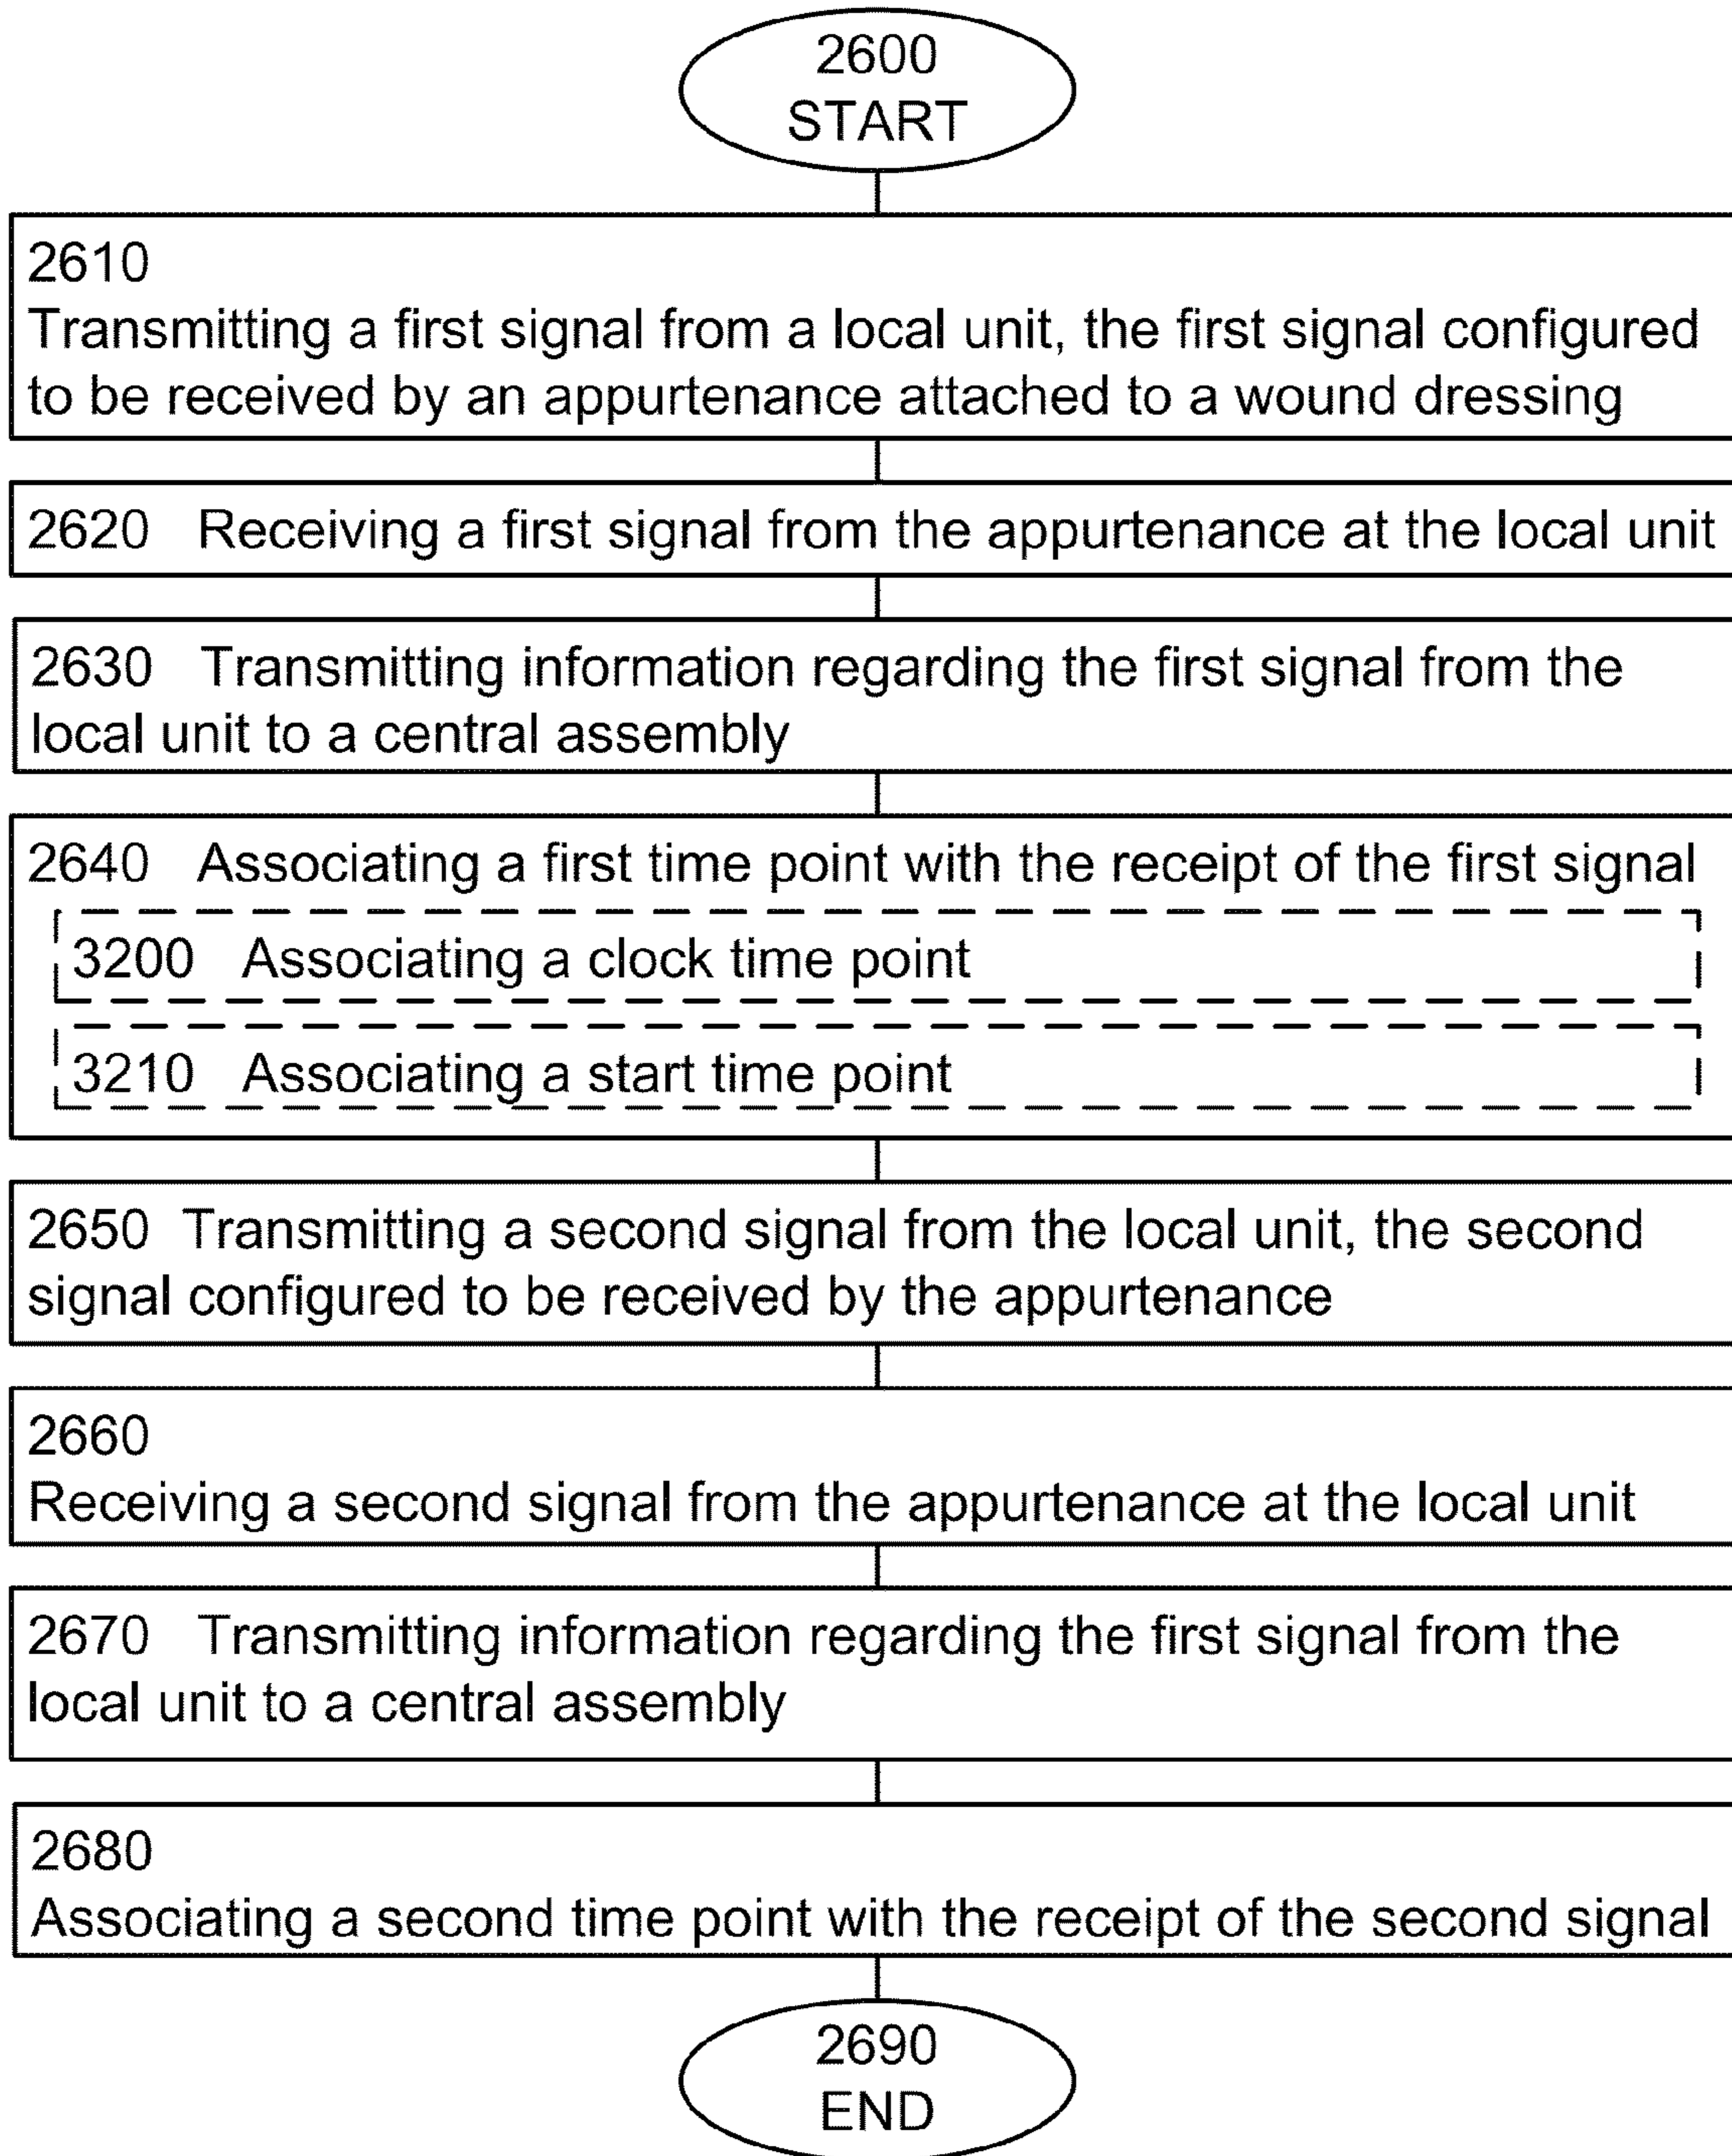 2600
START
2610
Transmitting a first signal from a local unit, the first signal configured
to be received by an appurtenance attached to a wound dressing
2620 Receiving a first signal from the appurtenance at the local unit
2630 Transmitting information regarding the first signal from the
local unit to a central assembly
2640 Associating a first time point with the receipt of the first signal
3200 Associating a clock time point
3210 Associating a start time point
2650 Transmitting a second signal from the local unit, the second
signal configured to be received by the appurtenance
2660
Receiving a second signal from the appurtenance at the local unit
2670 Transmitting information regarding the first signal from the
local unit to a central assembly
2680
Associating a second time point with the receipt of the second signal
2690
END